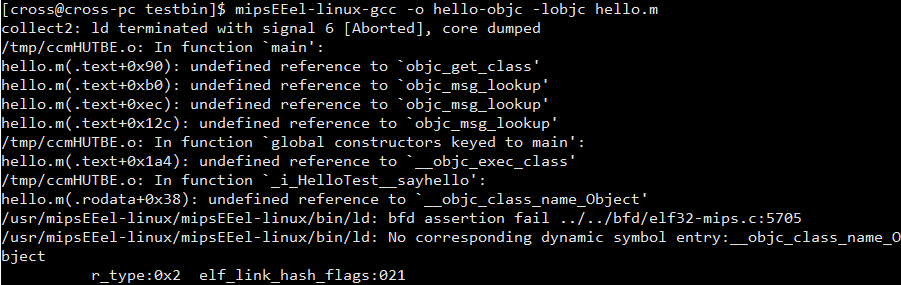 [cross@cross-pc testbin]$ mipsEEel-linux-gcc -o hello-objc -lobjc hello.m
collect2: ld terminated with signal 6 [Aborted], core dumped
/tmp/ccmHUTBE.o: In function `main':
hello.m(.text+0x90): undefined reference to `objc_get_class'
hello.m(.text+0xb0): undefined reference to `objc_msg_lookup'
hello.m(.text+0xec): undefined reference to `objc_msg_lookup'
hello.m(.text+0x12c): undefined reference to `objc_msg_lookup'
/tmp/ccmHUTBE.o: In function `global constructors keyed to main':
hello.m(.text+0x1a4): undefined reference to `__objc_exec_class'
/tmp/ccmHUTBE.o: In function `_i_HelloTest__sayhello':
hello.m(.rodata+0x38): undefined reference to `__objc_class_name_Object'
/usr/mipsEEel-linux/mipsEEel-linux/bin/ld: bfd assertion fail ../../bfd/elf32-mips.c:5705
/usr/mipsEEel-linux/mipsEEel-linux/bin/ld: No corresponding dynamic symbol entry:__objc_class_name_O
bject
r_type:0x2  elf_link_hash_flags:021